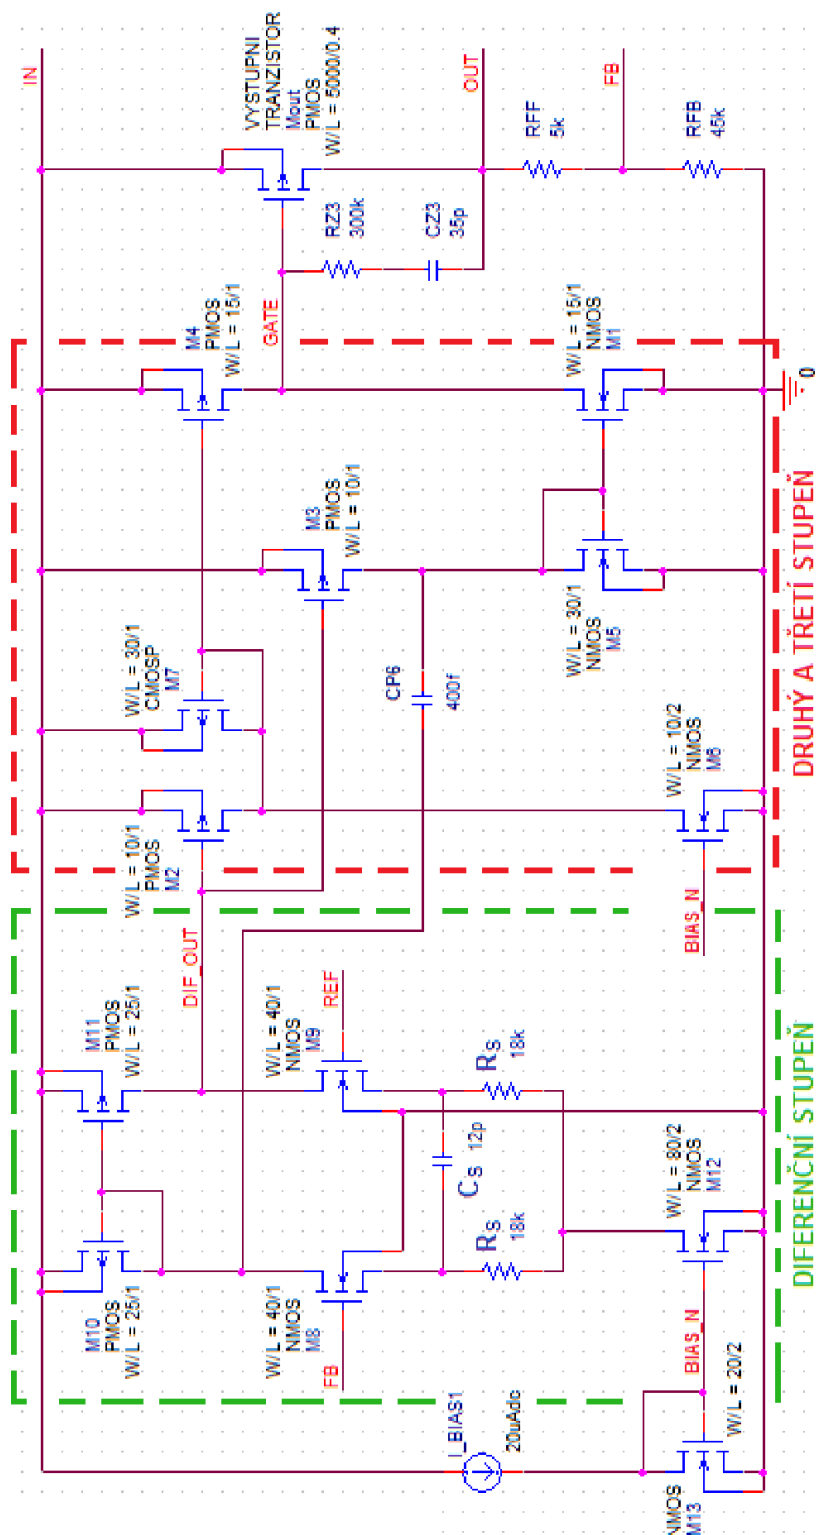 IN
M10
PMOS
W/L = 25/1
M11
PMOS
W/L = 25/1
W/L = 10/1
PMOS
M2
W/L = 30/1
CMOSP
M7
M4
PMOS
W/L = 15/1
VÝSTUPNÍ
TRANZISTOR
Mout
PMOS
W/L = 5000/0.4
DIF_OUT
GATE
W/L = 40/1
NMOS
M8
FB
W/L = 40/1
NMOS
M9
REF
M3
PMOS
W/L = 10/1
RZ3
300k
CZ3
35p
CP6
400f
I_BIAS1
20uAdc
RS
18k
CS 12p
RS
18k
OUT
RFF
5k
FB
RFB
45k
W/L = 30/1
NMOS
M5
W/L = 15/1
NMOS
M1
NMOS
M13
W/L = 20/2
BIAS_N
W/L = 80/2
NMOS
M12
BIAS_N
W/L = 10/2
NMOS
M6
0
DIFERENČNÍ STUPEŇ
DRUHÝ A TŘETÍ STUPEŇ